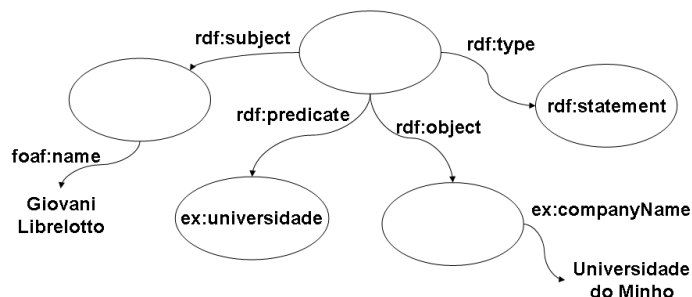 rdf:subject
rdf:type
rdf:statement
rdf:predicate
rdf:object
foaf:name
Giovani
Librelotto
ex:universidade
ex:companyName
Universidade
do Minho